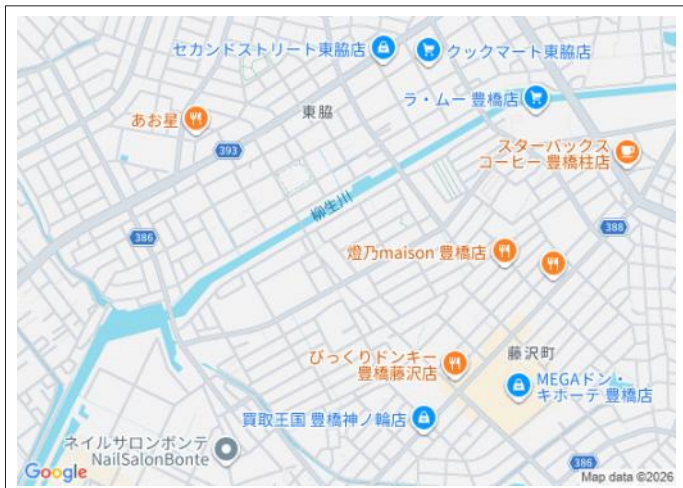 セカンドストリート東脇店
クックマート東脇店
ラ・ムー 豊橋店
あお星
東脇
スターバックス
コーヒー 豊橋柱店
393
柳生川
386
388
燈乃maison 豊橋店
びっくりドンキー
豊橋藤沢店
藤沢町
MEGAドン・
キホーテ 豊橋店
買取王国 豊橋神ノ輪店
ネイルサロンボンテ
NailSalonBonte
386
Google
Map data ©2026